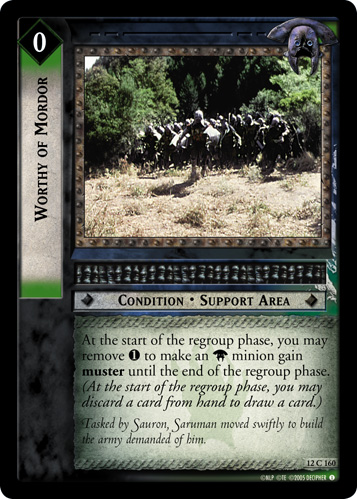 0
WORTHY OF MORDOR
CONDITION • SUPPORT AREA
At the start of the regroup phase, you may
remove 1 to make an minion gain
muster until the end of the regroup phase.
(At the start of the regroup phase, you may
discard a card from hand to draw a card.)
Tasked by Sauron, Saruman moved swiftly to build
the army demanded of him.
12 C 160
©NLP ©TE ©2005 DECIPHER